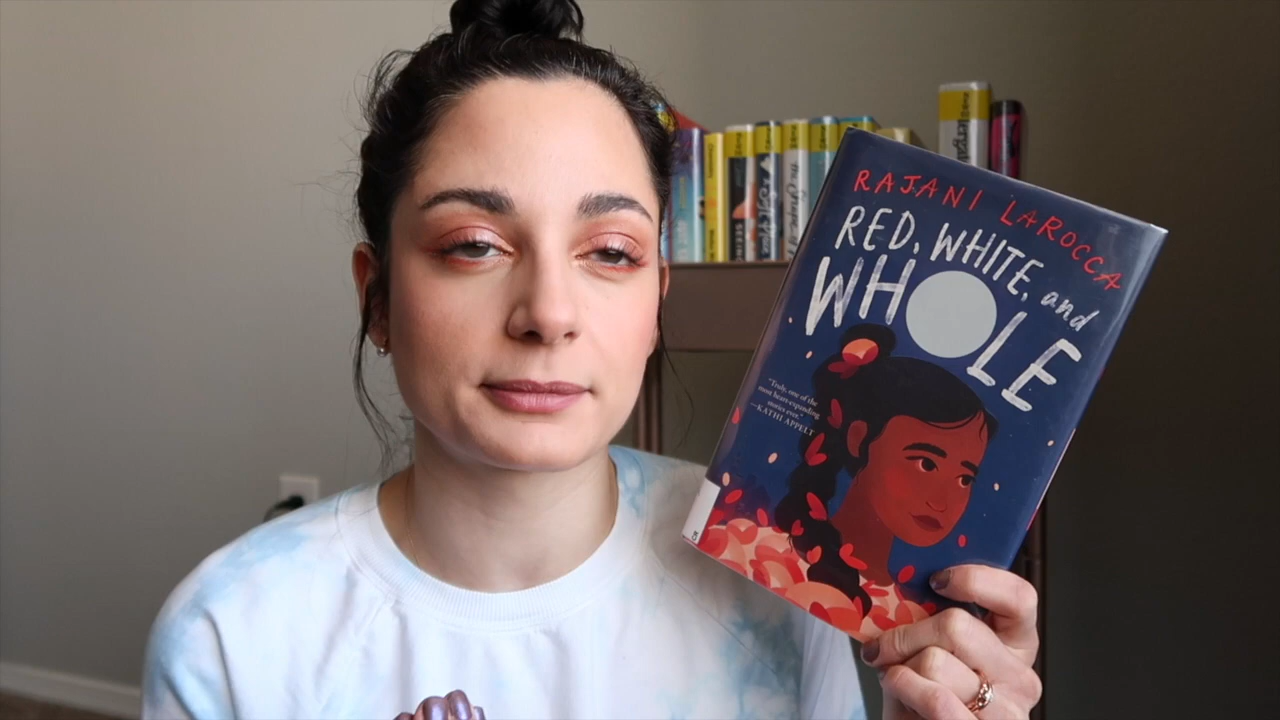 RAJANI LAROCCA
RED, WHITE, and
WHOLE
"Truly, one of the
most heart-expanding
stories ever."
—KATHI APPELT